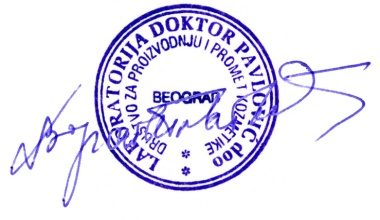 LABORATORIJA DOKTOR PAVLOVIĆ doo
DRUŠTVO ZA PROIZVODNJU I PROMET KOZMETIKE
BEOGRAD